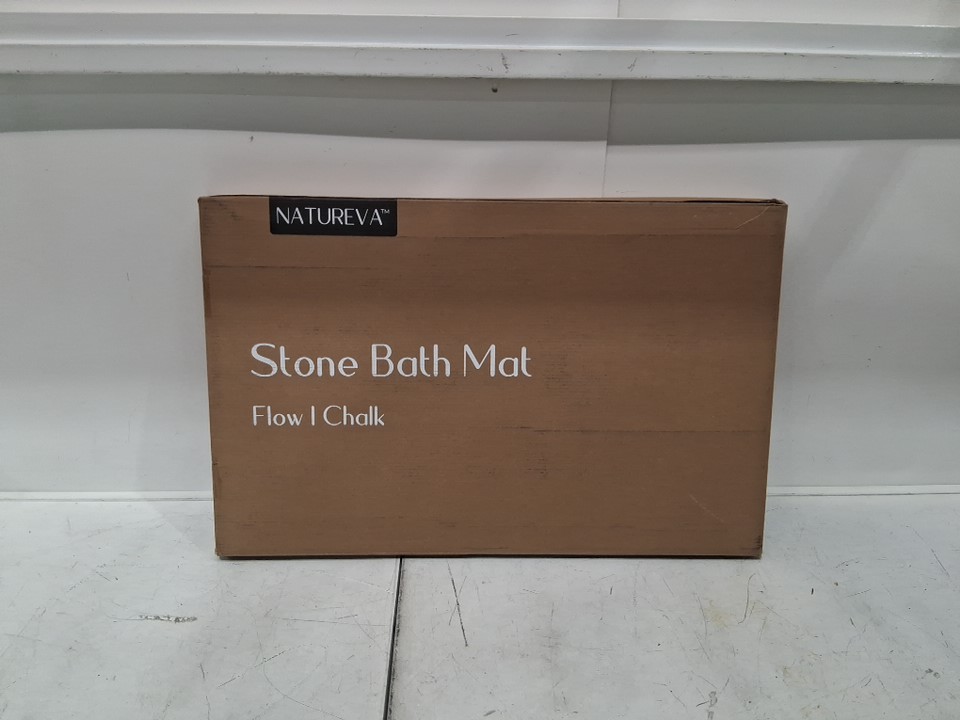 NATUREVA™
Stone Bath Mat
Flow | Chalk